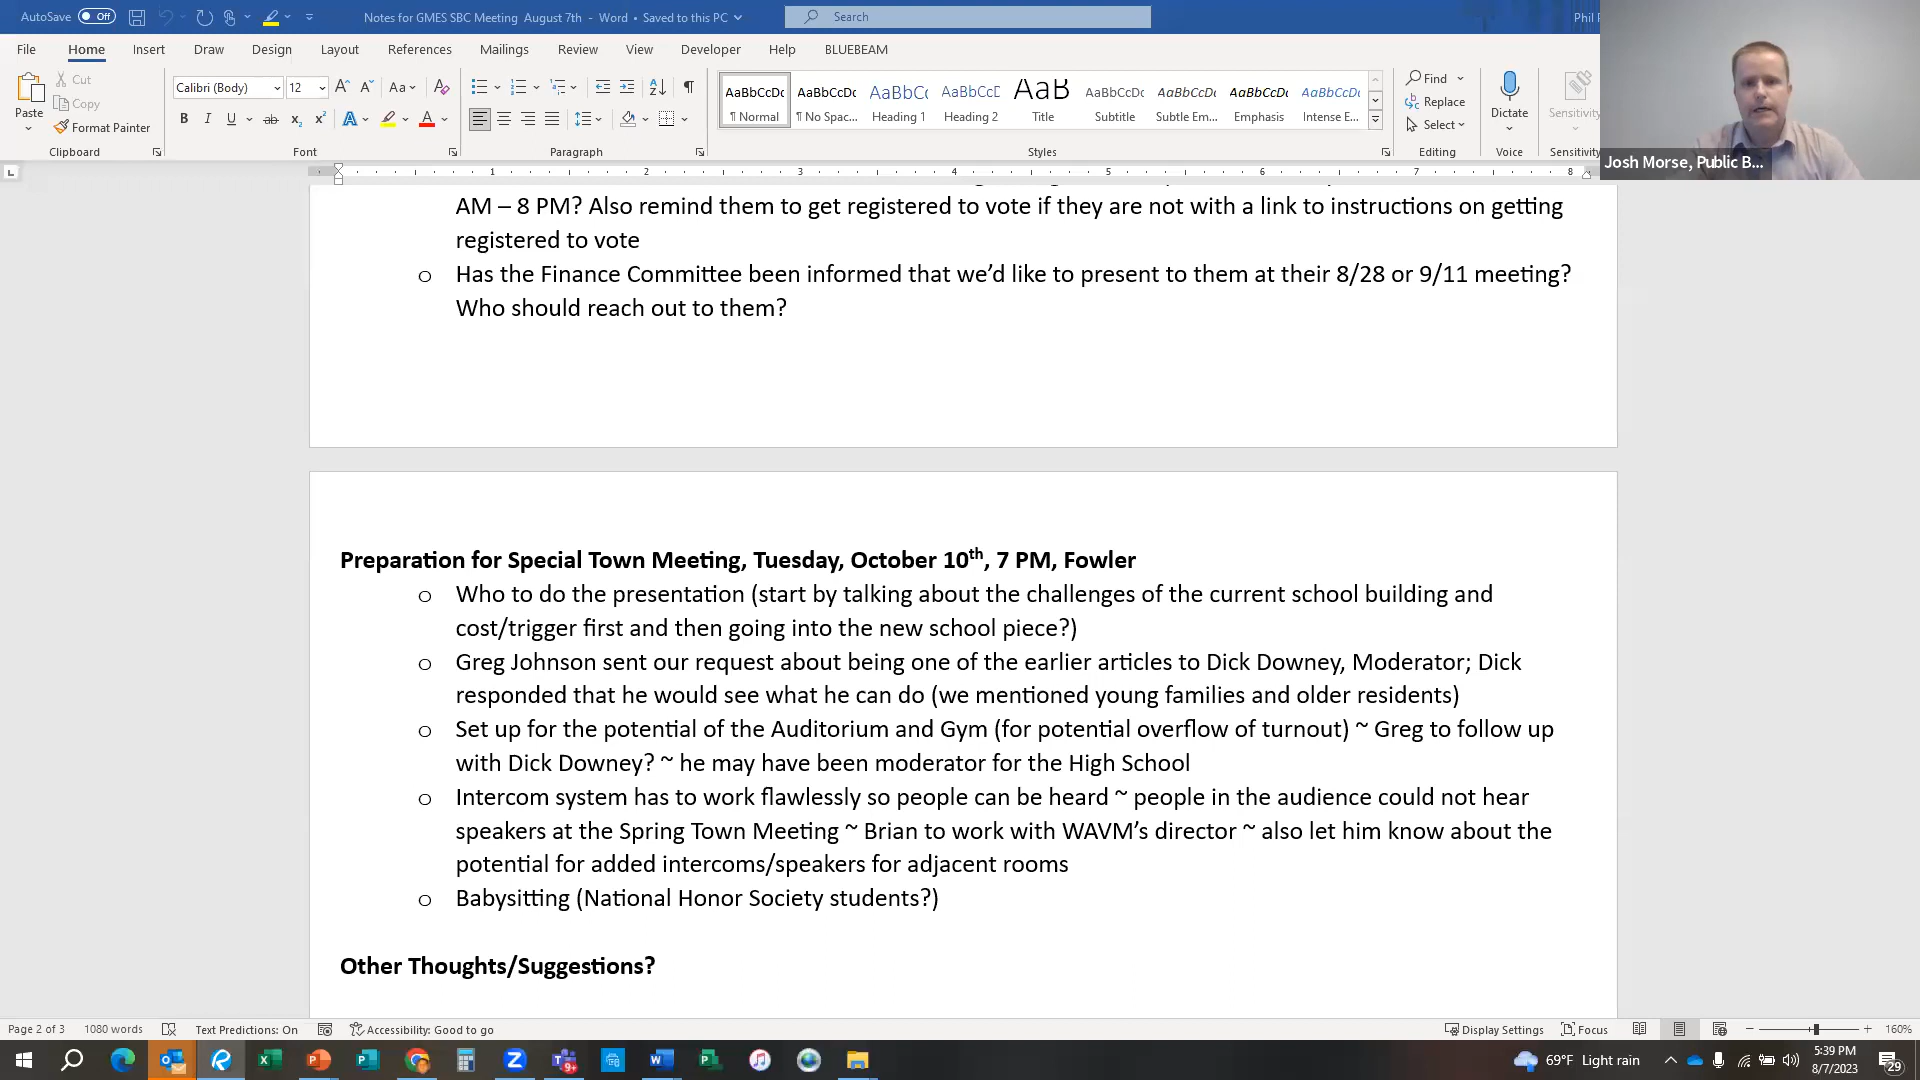 AutoSave Off Notes for GMES SBC Meeting August 7th - Word • Saved to this PC Search Phil
File Home Insert Draw Design Layout References Mailings Review View Developer Help BLUEBEAM
Cut
Copy
Paste
Format Painter
Clipboard
Calibri (Body) 12
Font
Paragraph
AaBbCcDc AaBbCcDc AaBbC AaBbCcD AaB AaBbCcDc AaBbCcDc AaBbCcDc AaBbCcDc
¶ Normal ¶ No Spac... Heading 1 Heading 2 Title Subtitle Subtle Em... Emphasis Intense E...
Styles
Find
Replace
Select
Editing
Dictate
Voice
Sensitivity
Sensitivity
Josh Morse, Public B...
1 2 3 4 5 6 7 8
AM – 8 PM? Also remind them to get registered to vote if they are not with a link to instructions on getting
registered to vote
o Has the Finance Committee been informed that we’d like to present to them at their 8/28 or 9/11 meeting?
Who should reach out to them?
Preparation for Special Town Meeting, Tuesday, October 10th, 7 PM, Fowler
o Who to do the presentation (start by talking about the challenges of the current school building and
cost/trigger first and then going into the new school piece?)
o Greg Johnson sent our request about being one of the earlier articles to Dick Downey, Moderator; Dick
responded that he would see what he can do (we mentioned young families and older residents)
o Set up for the potential of the Auditorium and Gym (for potential overflow of turnout) ~ Greg to follow up
with Dick Downey? ~ he may have been moderator for the High School
o Intercom system has to work flawlessly so people can be heard ~ people in the audience could not hear
speakers at the Spring Town Meeting ~ Brian to work with WAVM’s director ~ also let him know about the
potential for added intercoms/speakers for adjacent rooms
o Babysitting (National Honor Society students?)
Other Thoughts/Suggestions?
Page 2 of 3 1080 words Text Predictions: On Accessibility: Good to go Display Settings Focus 160%
69°F Light rain 5:39 PM
8/7/2023 29